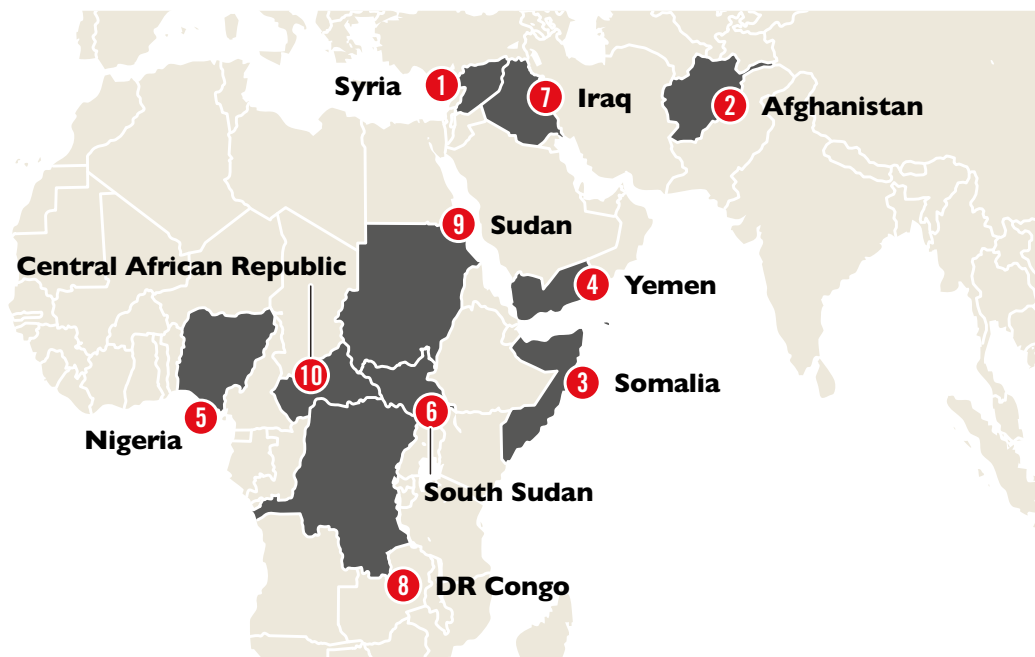 1 Syria
7 Iraq
2 Afghanistan
9 Sudan
Central African Republic
4 Yemen
10
3 Somalia
5 Nigeria
6 South Sudan
8 DR Congo